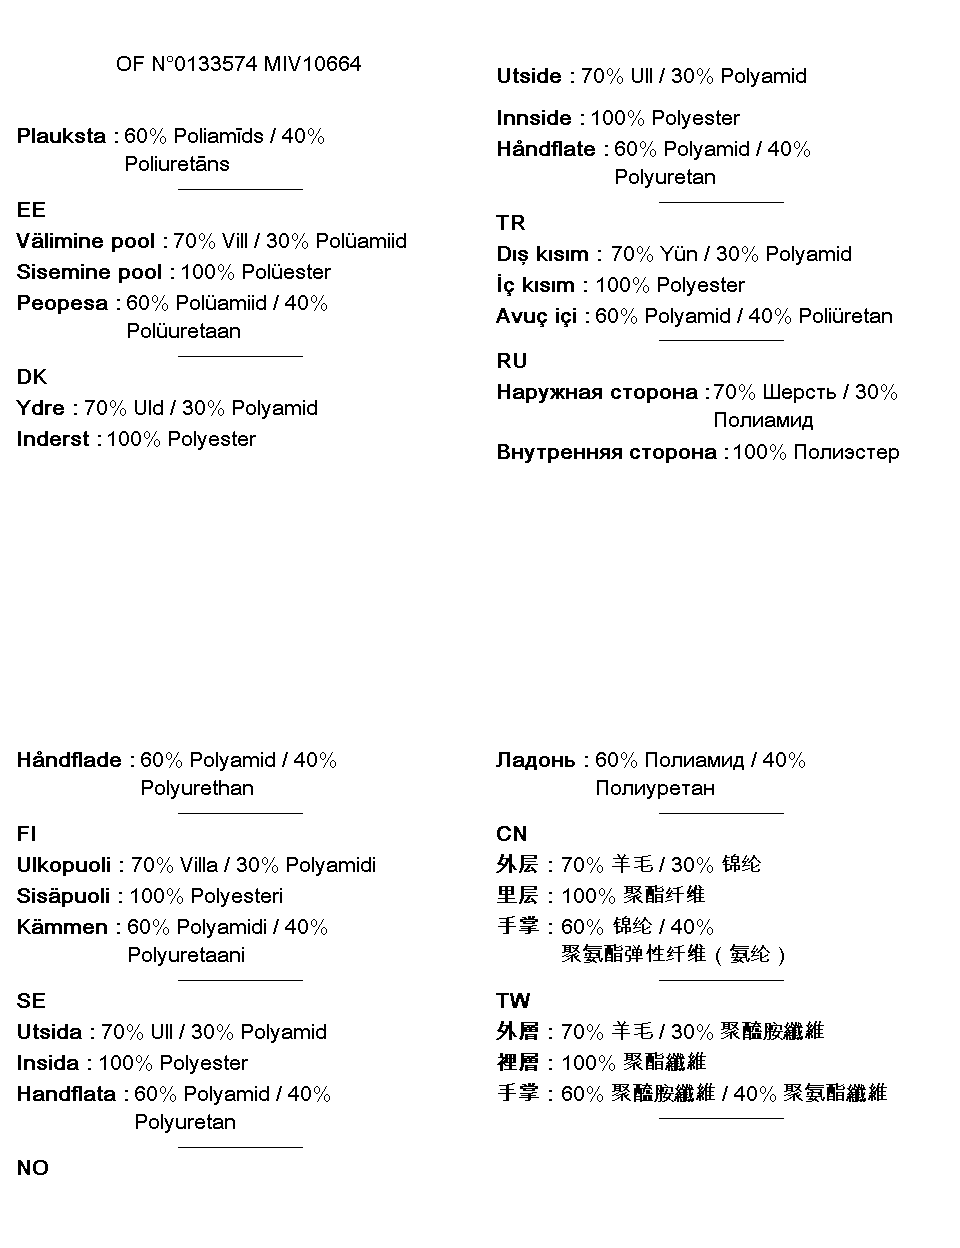 OF N°0133574 MIV10664
Plauksta : 60% Poliamīds / 40%
Poliuretāns
EE
Välimine pool : 70% Vill / 30% Polüamiid
Sisemine pool : 100% Polüester
Peopesa : 60% Polüamiid / 40%
Polüuretaan
DK
Ydre : 70% Uld / 30% Polyamid
Inderst : 100% Polyester
Håndflade : 60% Polyamid / 40%
Polyurethan
FI
Ulkopuoli : 70% Villa / 30% Polyamidi
Sisäpuoli : 100% Polyesteri
Kämmen : 60% Polyamidi / 40%
Polyuretaani
SE
Utsida : 70% Ull / 30% Polyamid
Insida : 100% Polyester
Handflata : 60% Polyamid / 40%
Polyuretan
NO
Utside : 70% Ull / 30% Polyamid
Innside : 100% Polyester
Håndflate : 60% Polyamid / 40%
Polyuretan
TR
Dış kısım : 70% Yün / 30% Polyamid
İç kısım : 100% Polyester
Avuç içi : 60% Polyamid / 40% Poliüretan
RU
Наружная сторона : 70% Шерсть / 30%
Полиамид
Внутренняя сторона : 100% Полиэстер
Ладонь : 60% Полиамид / 40%
Полиуретан
CN
外层 : 70% 羊毛 / 30% 锦纶
里层 : 100% 聚酯纤维
手掌 : 60% 锦纶 / 40%
聚氨酯弹性纤维（氨纶）
TW
外層 : 70% 羊毛 / 30% 聚醯胺纖維
裡層 : 100% 聚酯纖維
手掌 : 60% 聚醯胺纖維 / 40% 聚氨酯纖維